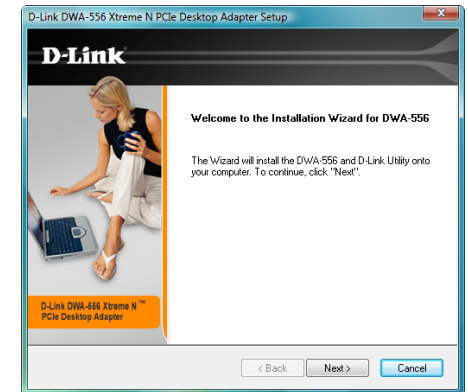 D-Link DWA-556 Xtreme N PCIe Desktop Adapter Setup
D-Link
Welcome to the Installation Wizard for DWA-556
The Wizard will install the DWA-556 and D-Link Utility onto
your computer. To continue, click "Next".
D-Link DWA-556 Xtreme N ™
PCIe Desktop Adapter
< Back
Next >
Cancel